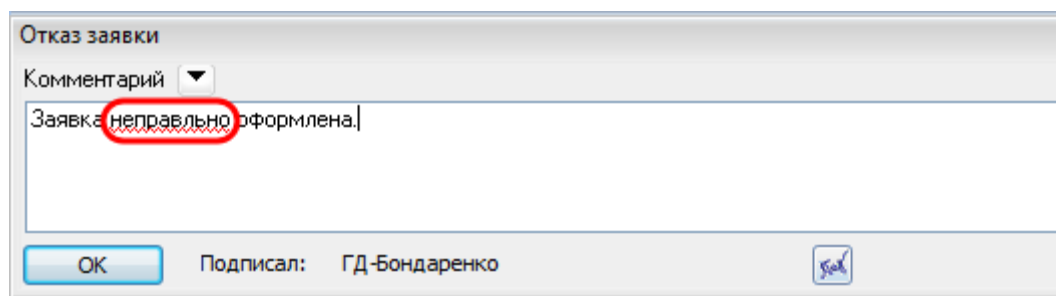 Отказ заявки
Комментарий
Заявка неправльно оформлена.
OK Подписал: ГД-Бондаренко